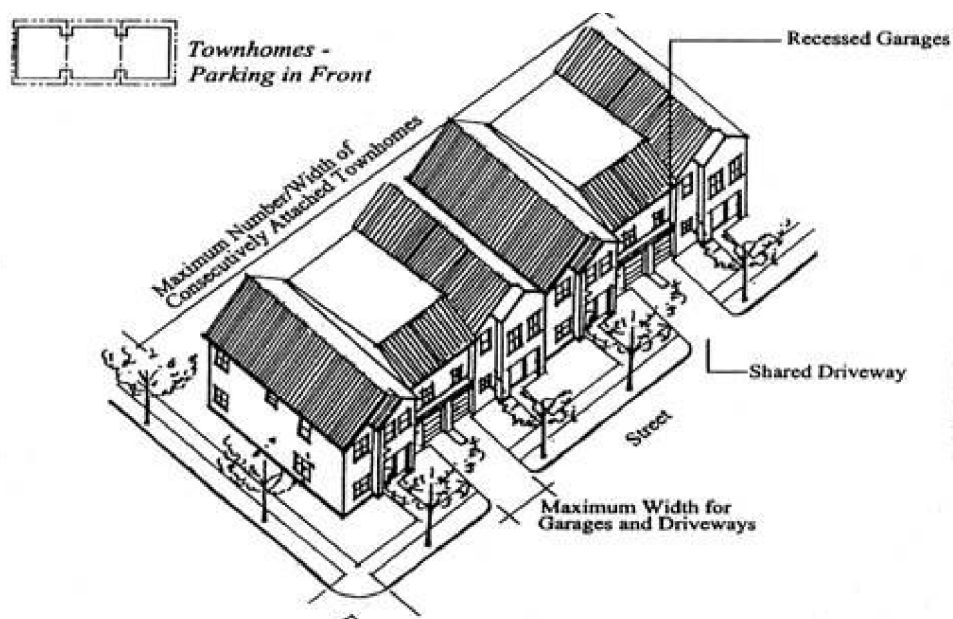 Townhomes -
Parking in Front
Recessed Garages
Maximum Number/Width of
Consecutively Attached Townhomes
Shared Driveway
Street
Maximum Width for
Garages and Driveways